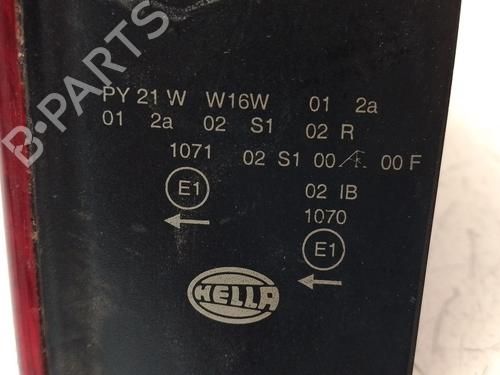 B-PARTS
PY 21 W W16W 01 2a
01 2a 02 S1 02 R
1071 02 S1 00 AR 00 F
E1 02 IB
1070
E1
HELLA